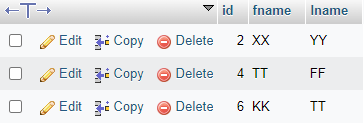 id fname lname
Edit Copy Delete 2 XX YY
Edit Copy Delete 4 TT FF
Edit Copy Delete 6 KK TT